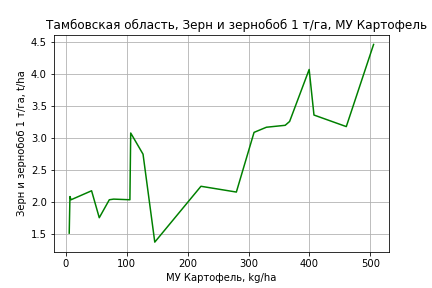 Тамбовская область, Зерн и зернобоб 1 т/га, МУ Картофель
Зерн и зернобоб 1 т/га, t/ha
4.5
4.0
3.5
3.0
2.5
2.0
1.5
0 100 200 300 400 500
МУ Картофель, kg/ha